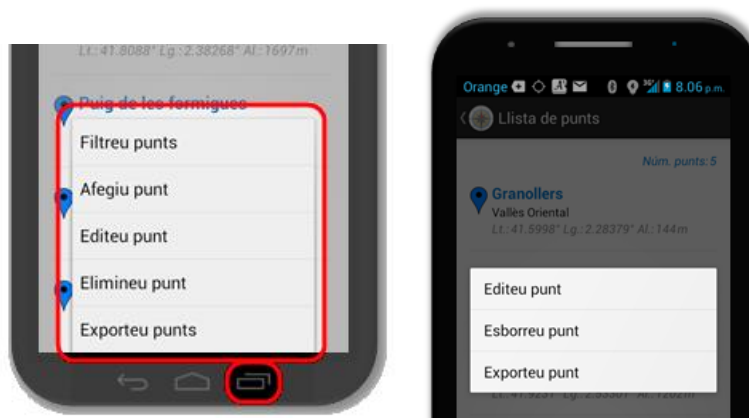 Lt.: 41.8088° Lg.: 2.38268° Al.: 1697m
Puig de les formigues
Filtreu punts
Afegiu punt
Editeu punt
Elimineu punt
Exporteu punts
Orange 3G 8.06 p.m.
Llista de punts
Núm. punts: 5
Granollers
Vallès Oriental
Lt.: 41.5998° Lg.: 2.28379° Al.: 144m
Editeu punt
Esborreu punt
Exporteu punt